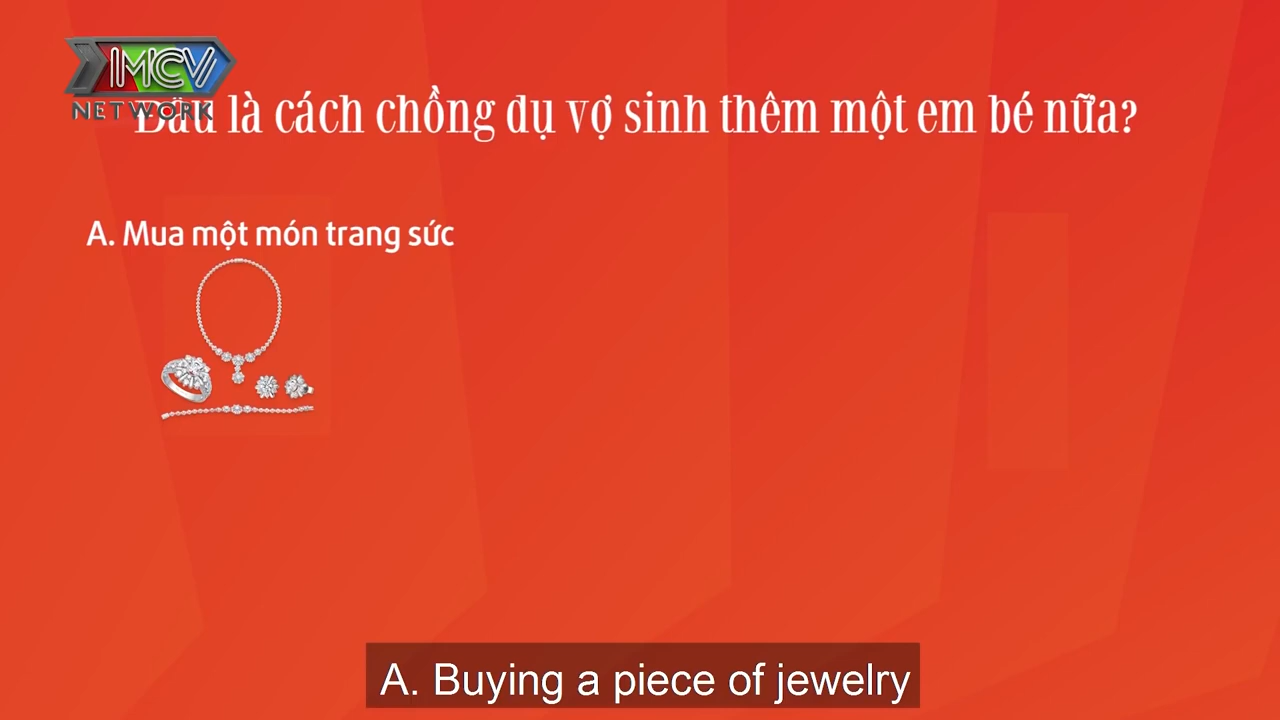 MCV
NETWORK
Đâu là cách chồng dụ vợ sinh thêm một em bé nữa?
A. Mua một món trang sức
A. Buying a piece of jewelry